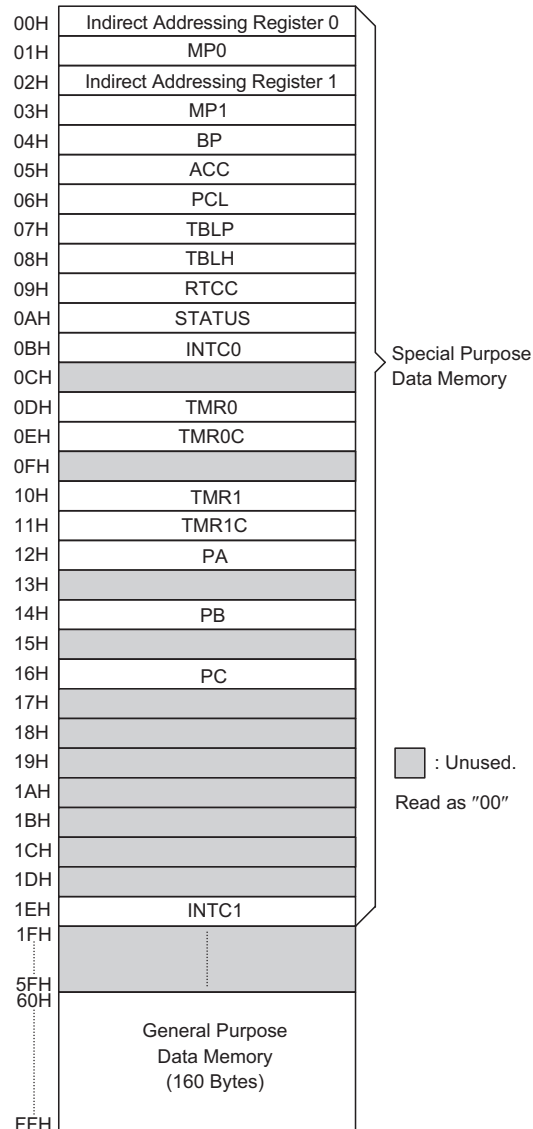 00H Indirect Addressing Register 0
01H MP0
02H Indirect Addressing Register 1
03H MP1
04H BP
05H ACC
06H PCL
07H TBLP
08H TBLH
09H RTCC
0AH STATUS
0BH INTC0
0CH
0DH TMR0
0EH TMR0C
0FH
10H TMR1
11H TMR1C
12H PA
13H
14H PB
15H
16H PC
17H
18H
19H
1AH
1BH
1CH
1DH
1EH INTC1
1FH
5FH
60H
General Purpose
Data Memory
(160 Bytes)
FFH
Special Purpose
Data Memory
: Unused.
Read as ″00″